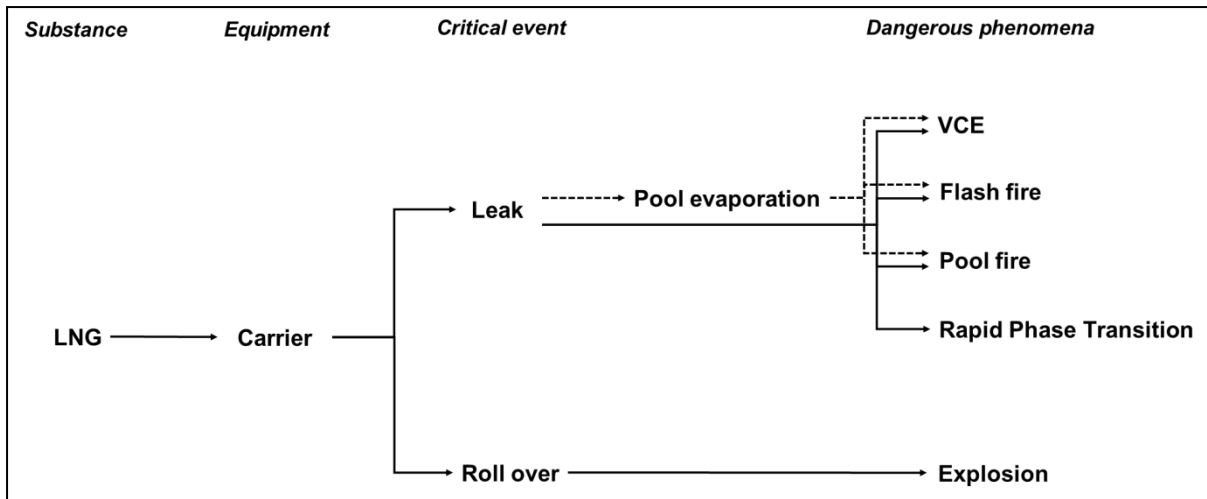 Substance Equipment Critical event Dangerous phenomena
VCE
Flash fire
Leak Pool evaporation
Pool fire
LNG Carrier Rapid Phase Transition
Roll over Explosion